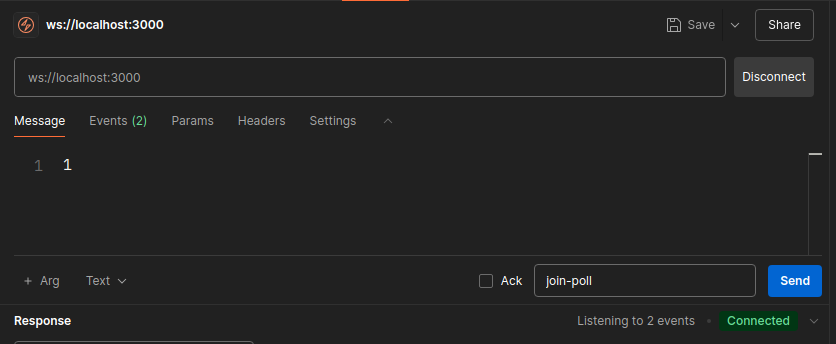 ws://localhost:3000 Save Share
ws://localhost:3000 Disconnect
Message Events (2) Params Headers Settings
1 1
+ Arg Text Ack join-poll Send
Response Listening to 2 events • Connected